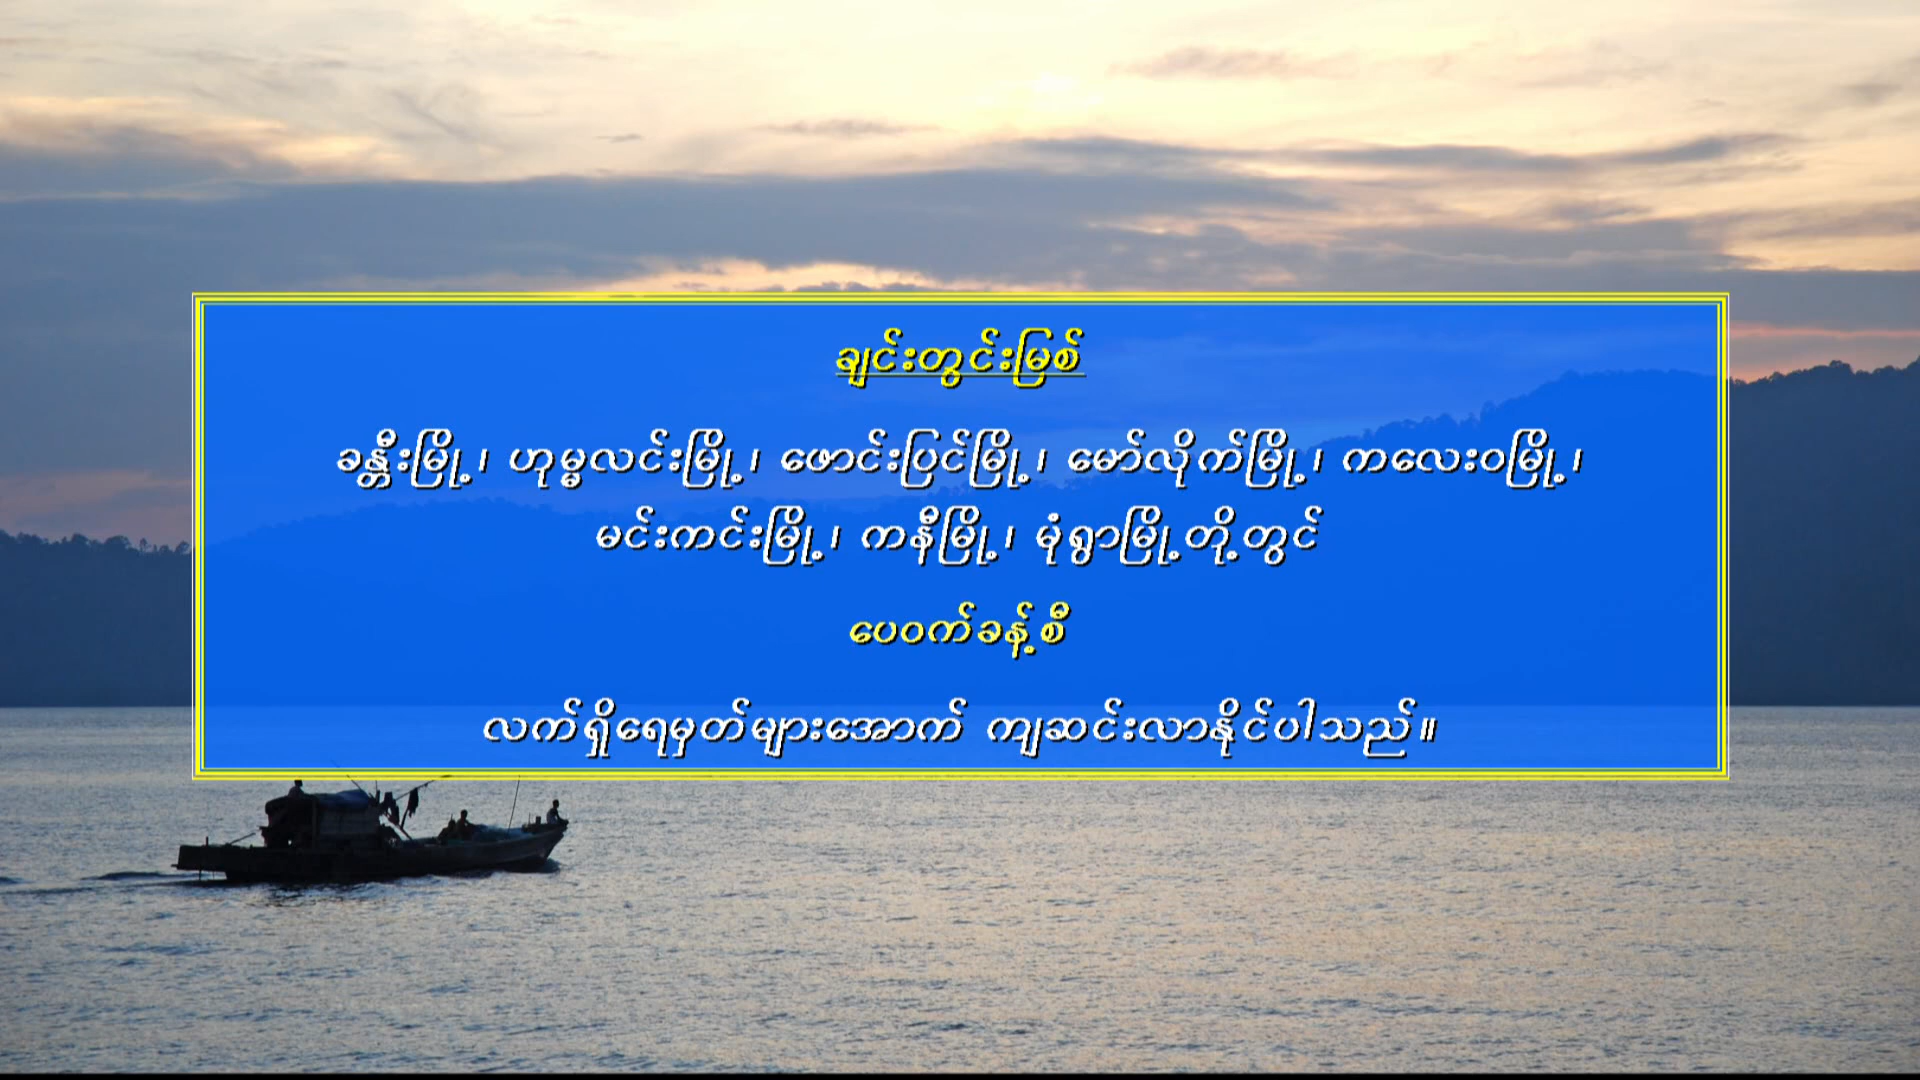 ချင်းတွင်းမြစ်
ခန္တီးမြို့၊ ဟုမ္မလင်းမြို့၊ ဖောင်းပြင်မြို့၊ မော်လိုက်မြို့၊ ကလေးဝမြို့၊
မင်းကင်းမြို့၊ ကနီမြို့၊ မုံရွာမြို့တို့တွင်
ပေဝက်ခန့်စီ
လက်ရှိရေမှတ်များအောက် ကျဆင်းလာနိုင်ပါသည်။